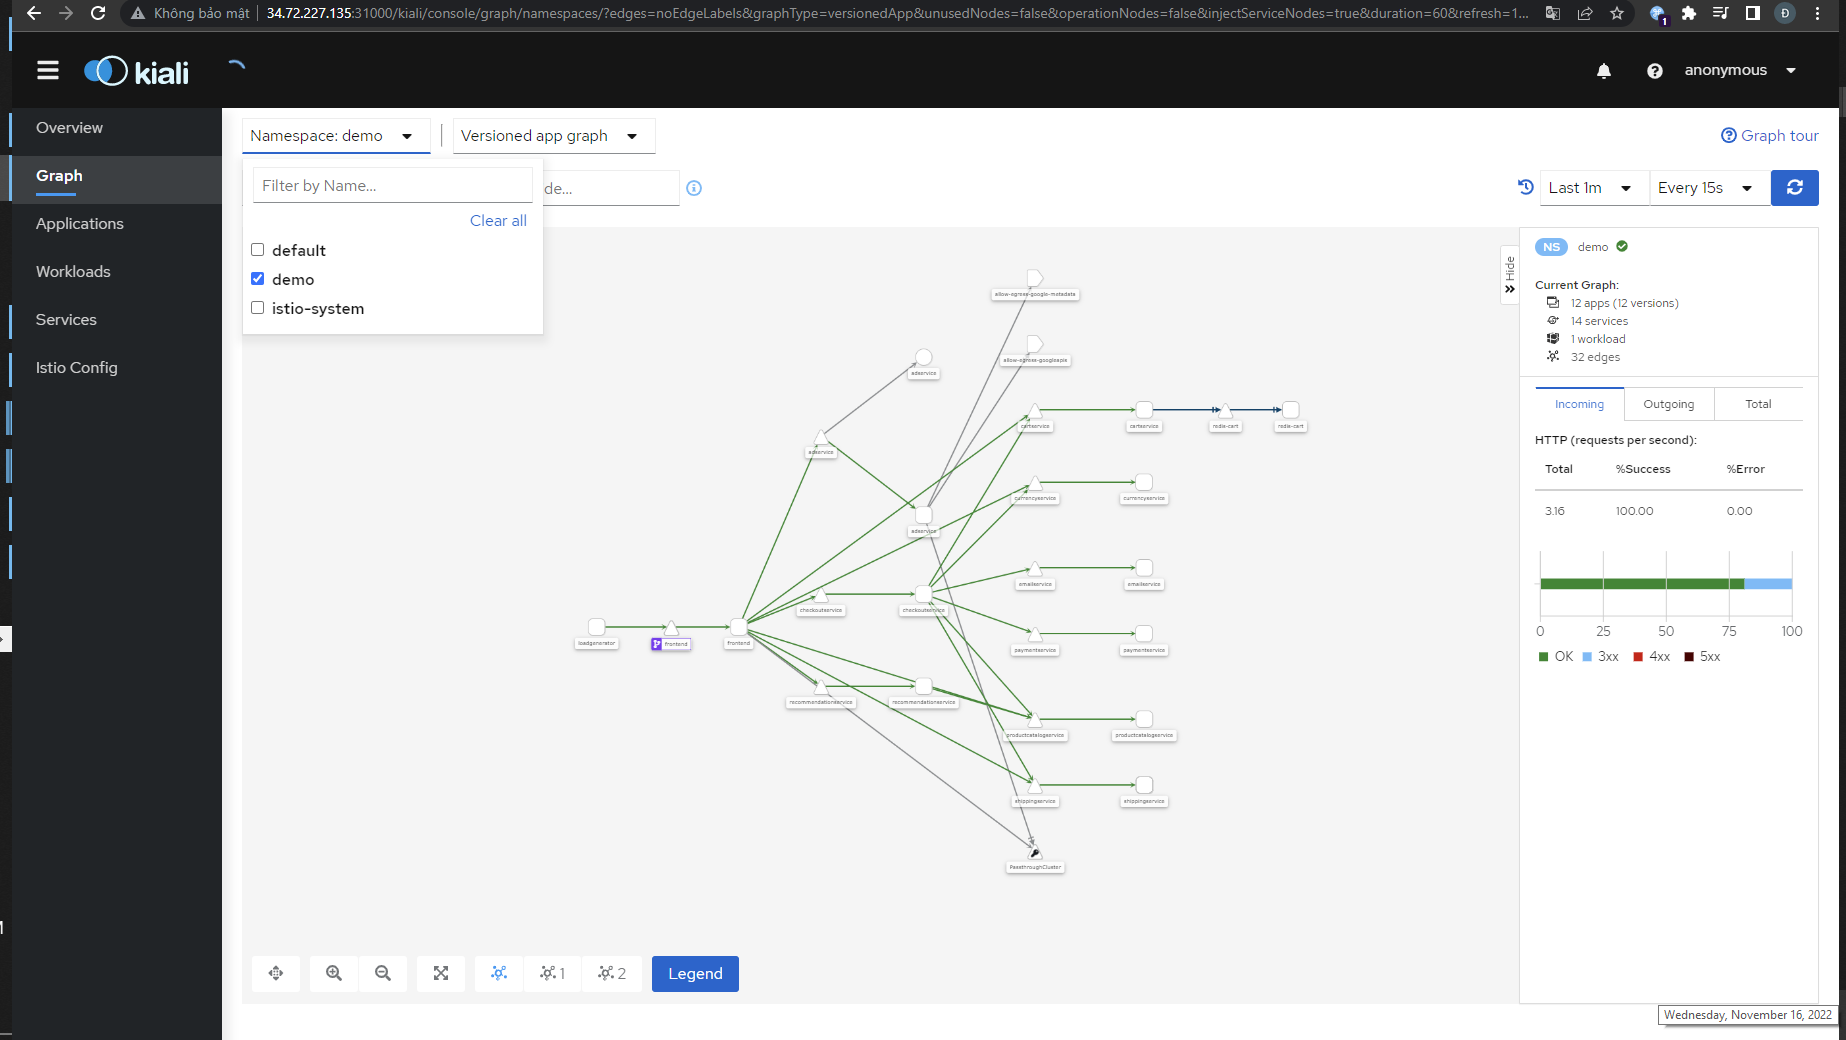 Không bảo mật
34.72.227.135:31000/kiali/console/graph/namespaces/?edges=noEdgeLabels&graphType=versionedApp&unusedNodes=false&operationNodes=false&injectServiceNodes=true&duration=60&refresh=1...
1
Đ
kiali
anonymous
Overview
Graph
Applications
Workloads
Services
Istio Config
Namespace: demo
Versioned app graph
Graph tour
Filter by Name...
de...
Clear all
default
demo
istio-system
Last 1m
Every 15s
Hide
NS demo
Current Graph:
12 apps (12 versions)
14 services
1 workload
32 edges
Incoming
Outgoing
Total
HTTP (requests per second):
Total %Success %Error
3.16 100.00 0.00
0 25 50 75 100
OK 3xx 4xx 5xx
allow-egress-google-metadata
allow-egress-googleapis
adservice
cartservice
cartservice
redis-cart
redis-cart
adservice
currencyservice
currencyservice
adservice
emailservice
emailservice
checkoutservice
checkoutservice
loadgenerator
frontend
frontend
paymentservice
paymentservice
recommendationservice
recommendationservice
productcatalogservice
productcatalogservice
shippingservice
shippingservice
PassthroughCluster
1
2
Legend
Wednesday, November 16, 2022